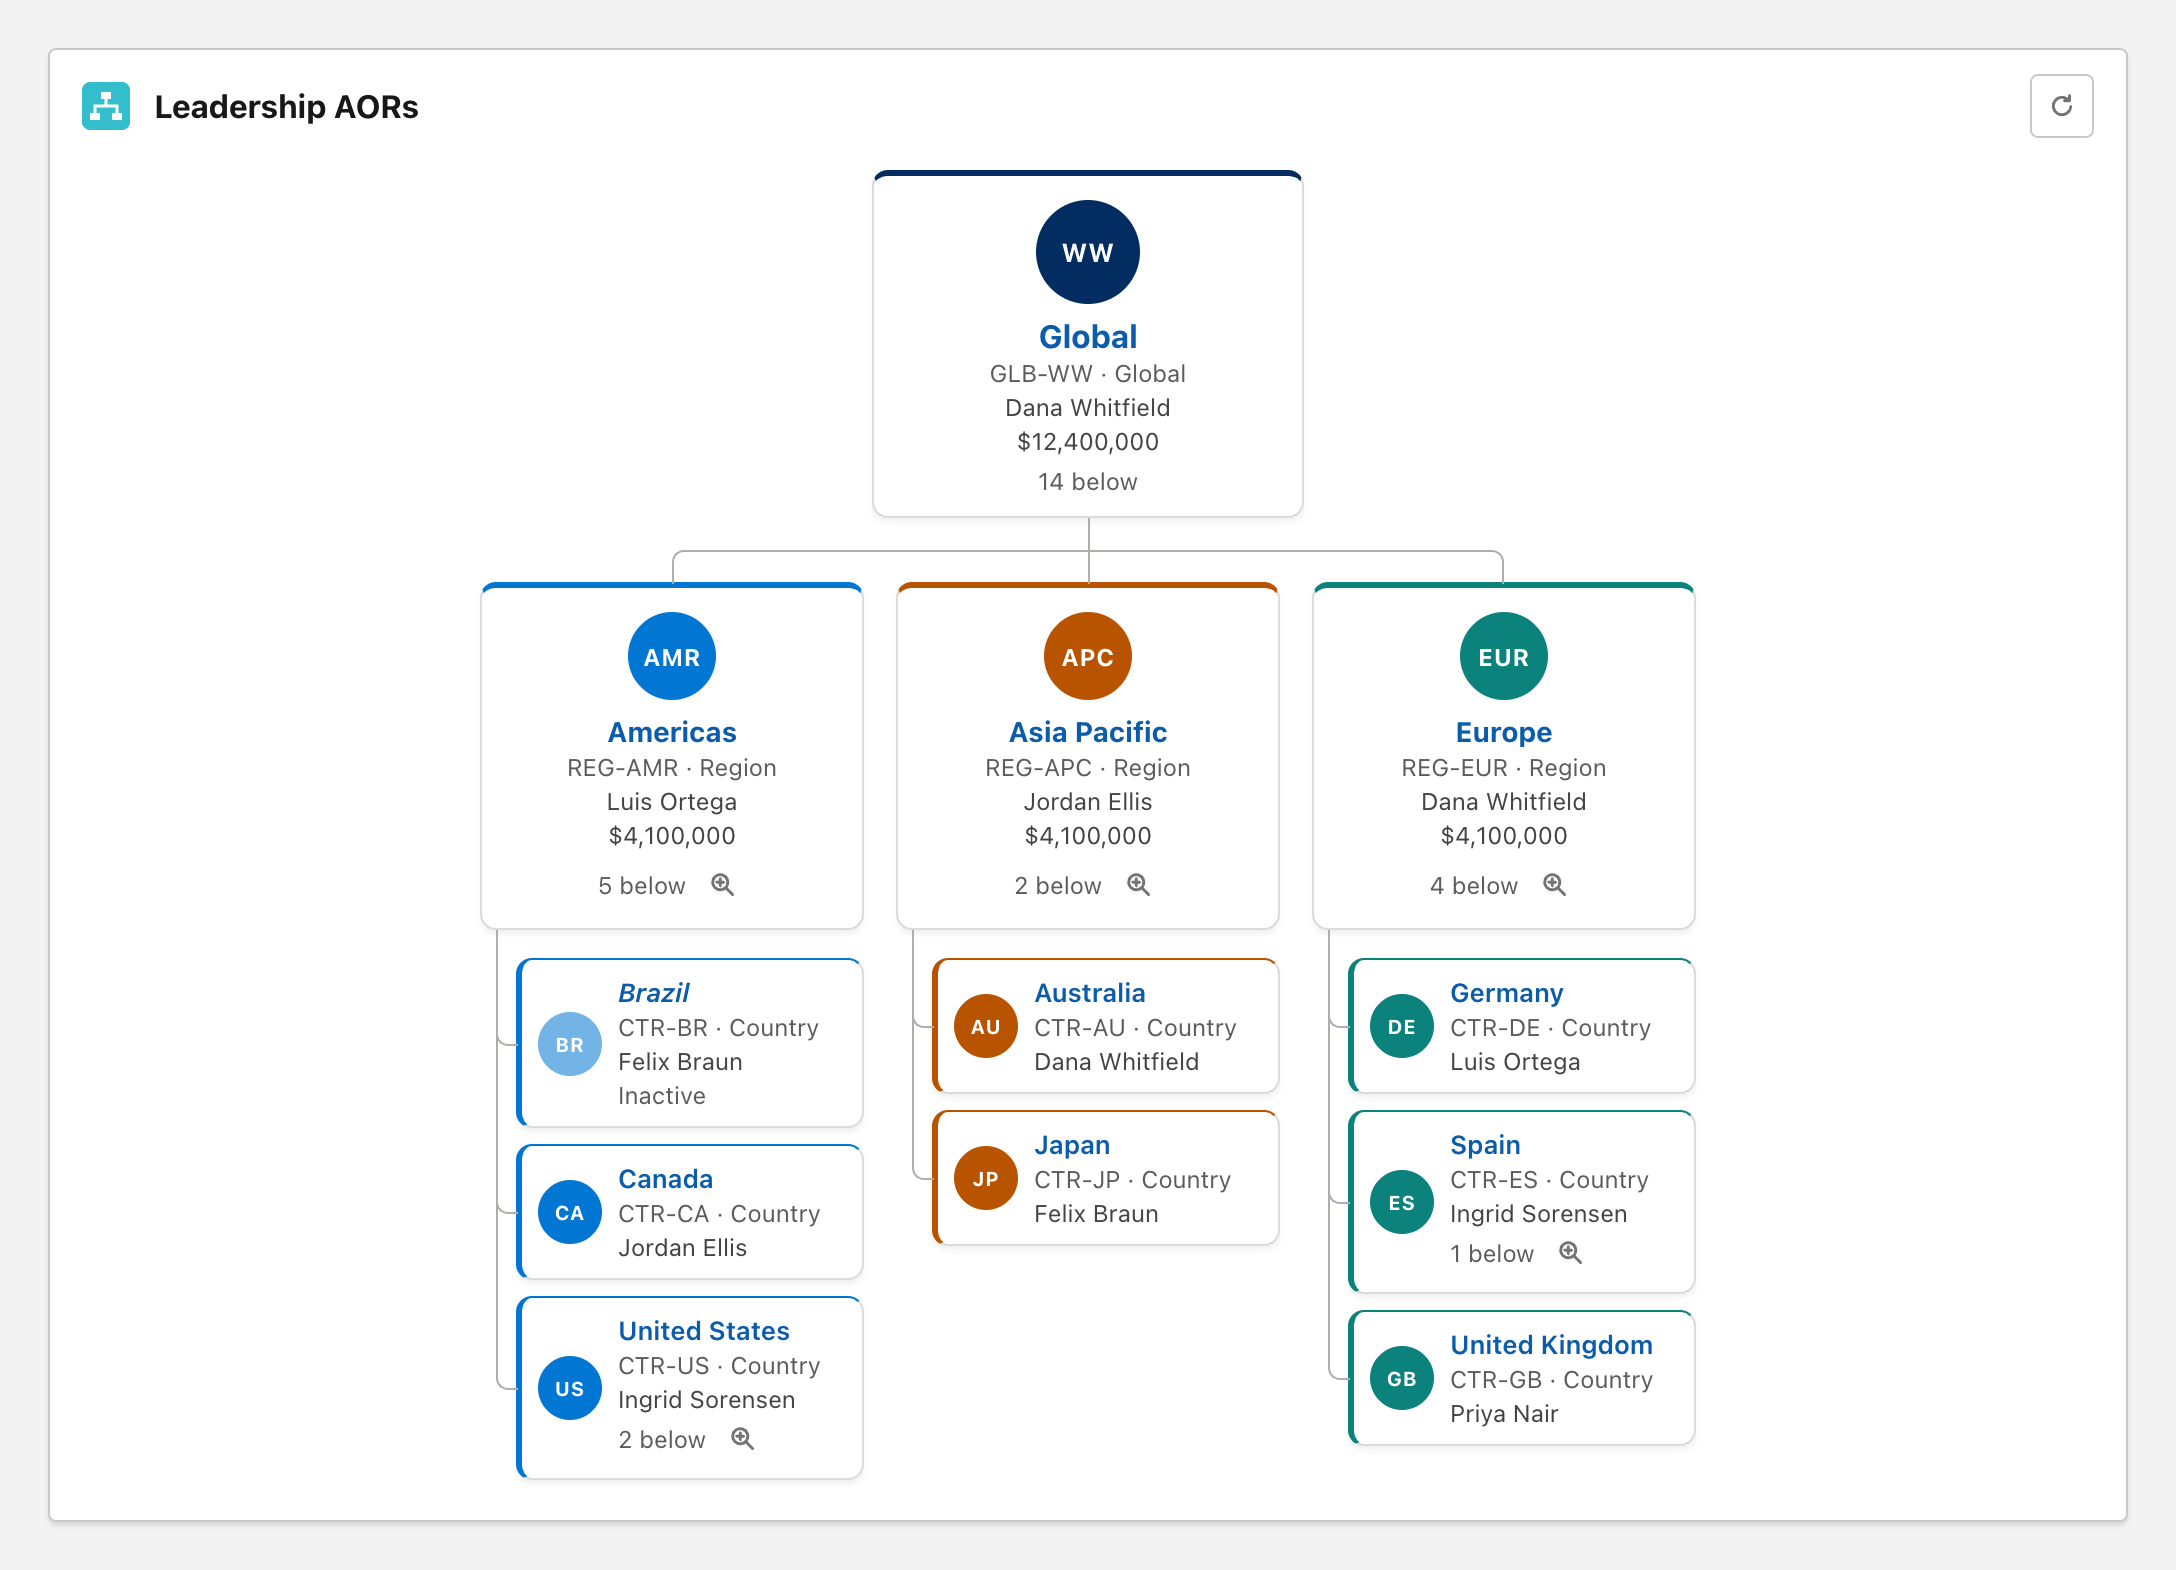 Leadership AORs
WW
Global
GLB-WW · Global
Dana Whitfield
$12,400,000
14 below
AMR
Americas
REG-AMR · Region
Luis Ortega
$4,100,000
5 below
APC
Asia Pacific
REG-APC · Region
Jordan Ellis
$4,100,000
2 below
EUR
Europe
REG-EUR · Region
Dana Whitfield
$4,100,000
4 below
BR
Brazil
CTR-BR · Country
Felix Braun
Inactive
CA
Canada
CTR-CA · Country
Jordan Ellis
US
United States
CTR-US · Country
Ingrid Sorensen
2 below
AU
Australia
CTR-AU · Country
Dana Whitfield
JP
Japan
CTR-JP · Country
Felix Braun
DE
Germany
CTR-DE · Country
Luis Ortega
ES
Spain
CTR-ES · Country
Ingrid Sorensen
1 below
GB
United Kingdom
CTR-GB · Country
Priya Nair